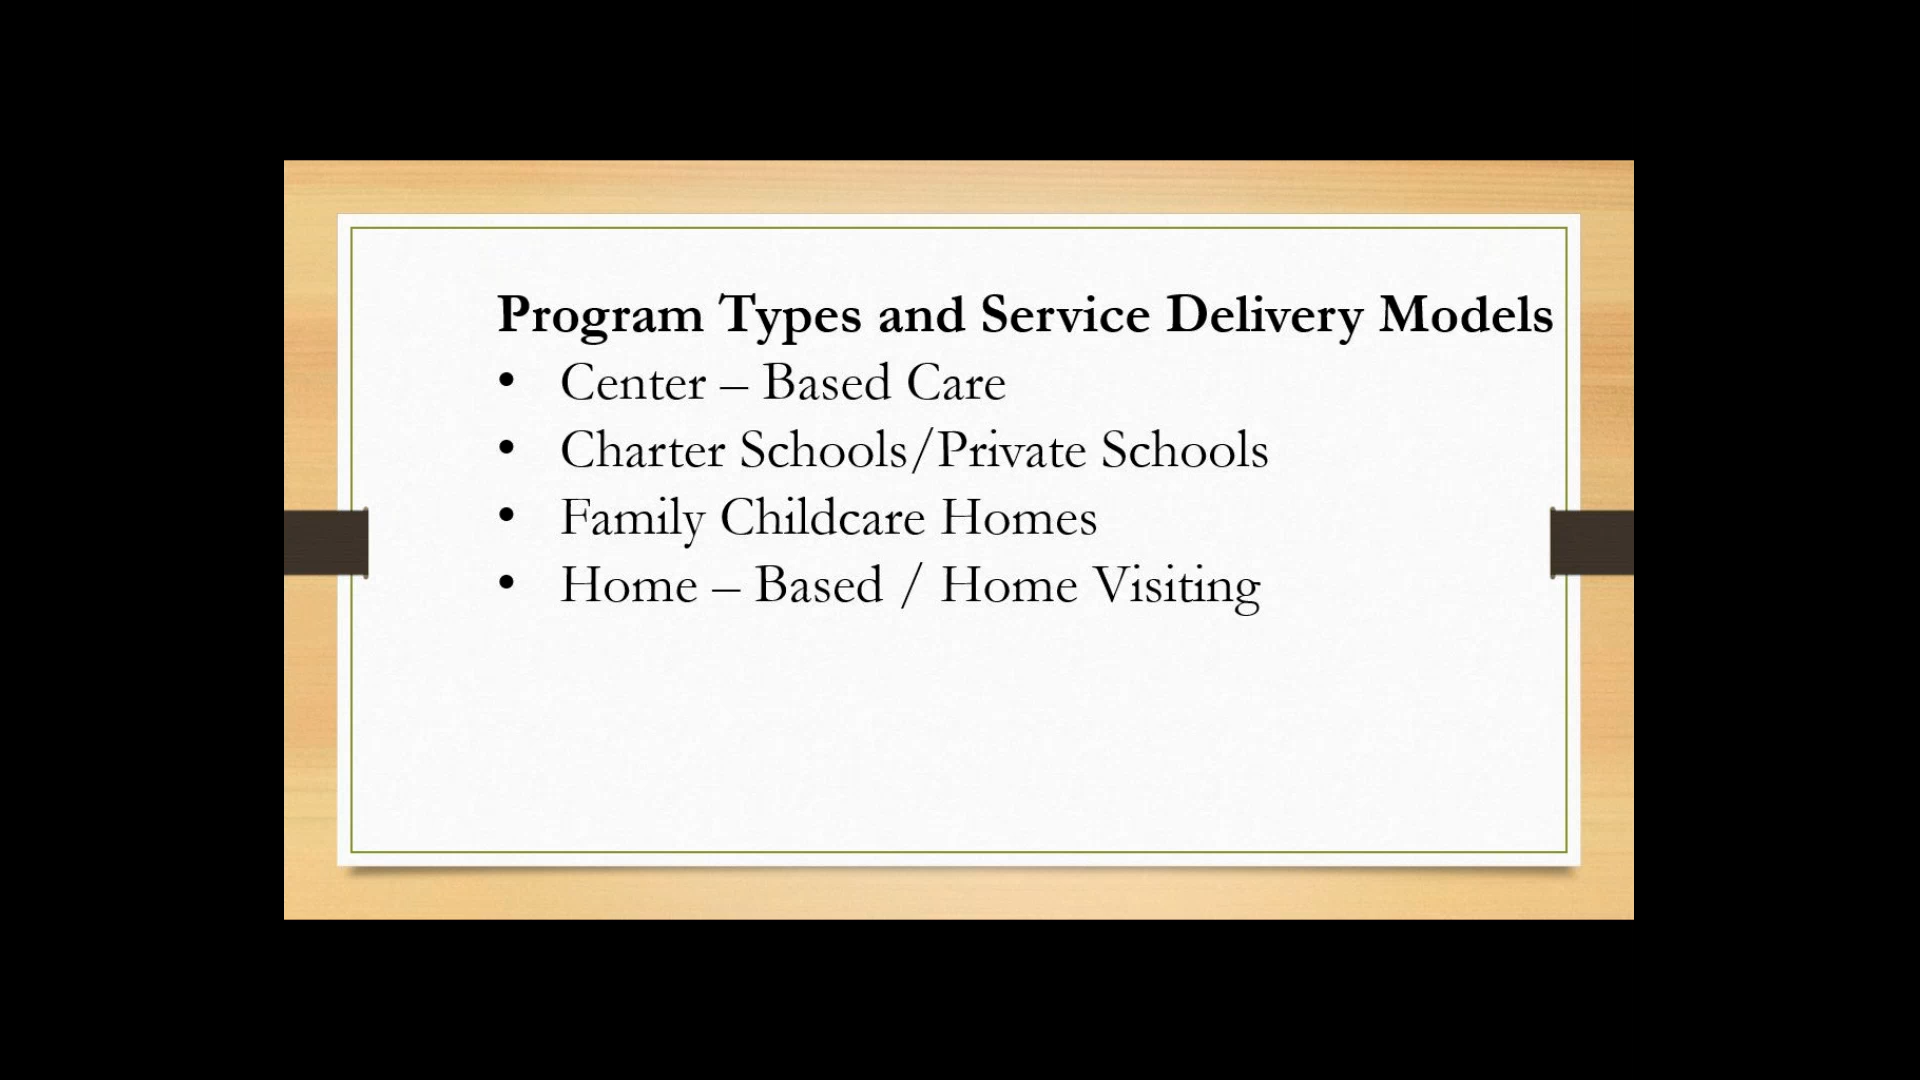 Program Types and Service Delivery Models
• Center – Based Care
• Charter Schools/Private Schools
• Family Childcare Homes
• Home – Based / Home Visiting